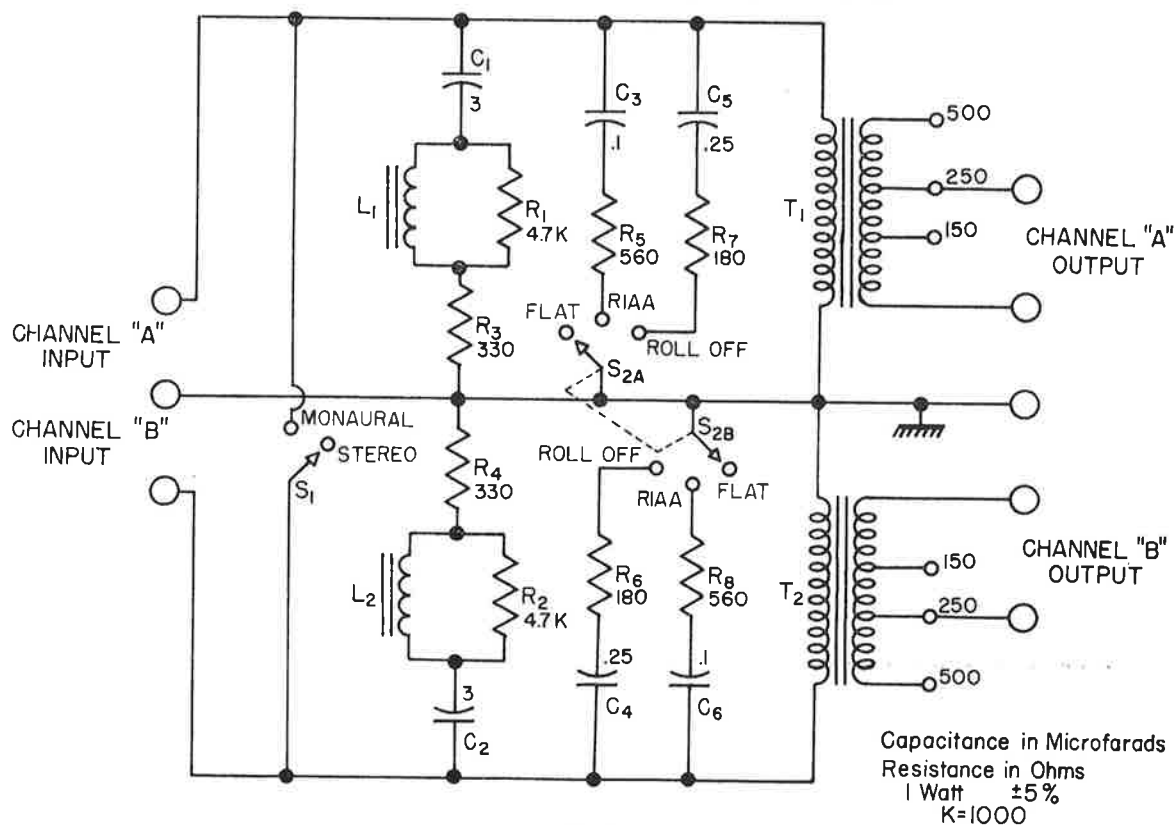 C1
3
C3
.1
C5
.25
500
L1
R1
4.7K
T1
250
150
R5
560
R7
180
CHANNEL "A"
OUTPUT
RIAA
FLAT
ROLL OFF
R3
330
CHANNEL "A"
INPUT
S2A
CHANNEL "B"
INPUT
MONAURAL
STEREO
S1
S2B
ROLL OFF
RIAA
FLAT
R4
330
CHANNEL "B"
OUTPUT
L2
R2
4.7K
R6
180
R8
560
T2
150
250
500
3
C2
.25
C4
.1
C6
Capacitance in Microfarads
Resistance in Ohms
1 Watt ±5%
K=1000